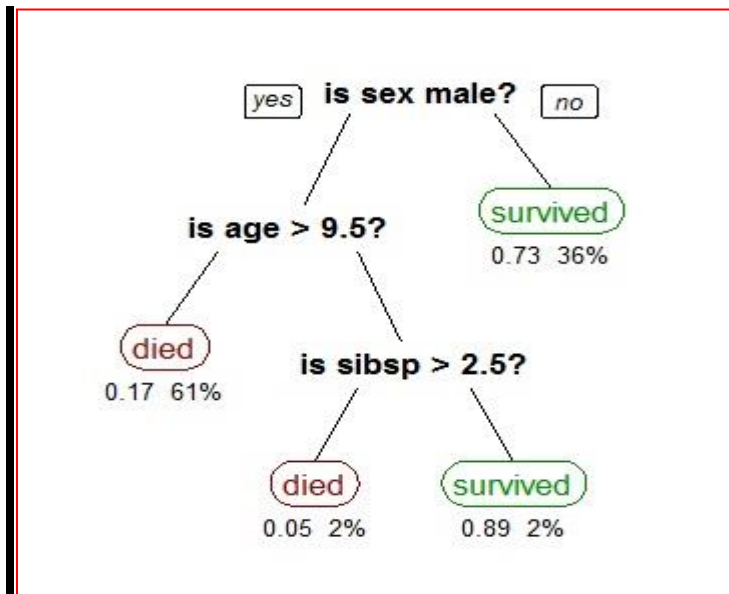 yes is sex male? no
survived
is age > 9.5?
0.73 36%
died
is sibsp > 2.5?
0.17 61%
died survived
0.05 2% 0.89 2%